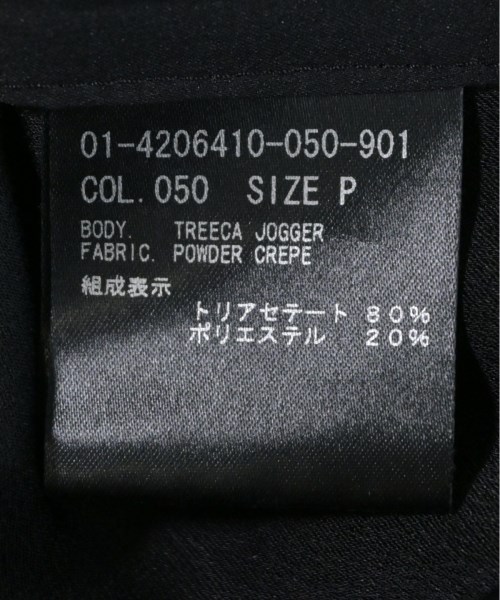 01-4206410-050-901
COL. 050 SIZE P
BODY. TREECA JOGGER
FABRIC. POWDER CREPE
組成表示
トリアセテート 80%
ポリエステル 20%